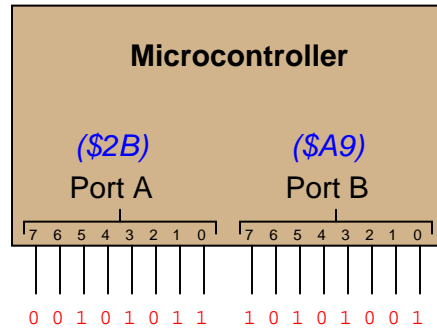 Microcontroller
($2B) ($A9)
Port A Port B
7 6 5 4 3 2 1 0 7 6 5 4 3 2 1 0
0 0 1 0 1 0 1 1 1 0 1 0 1 0 0 1